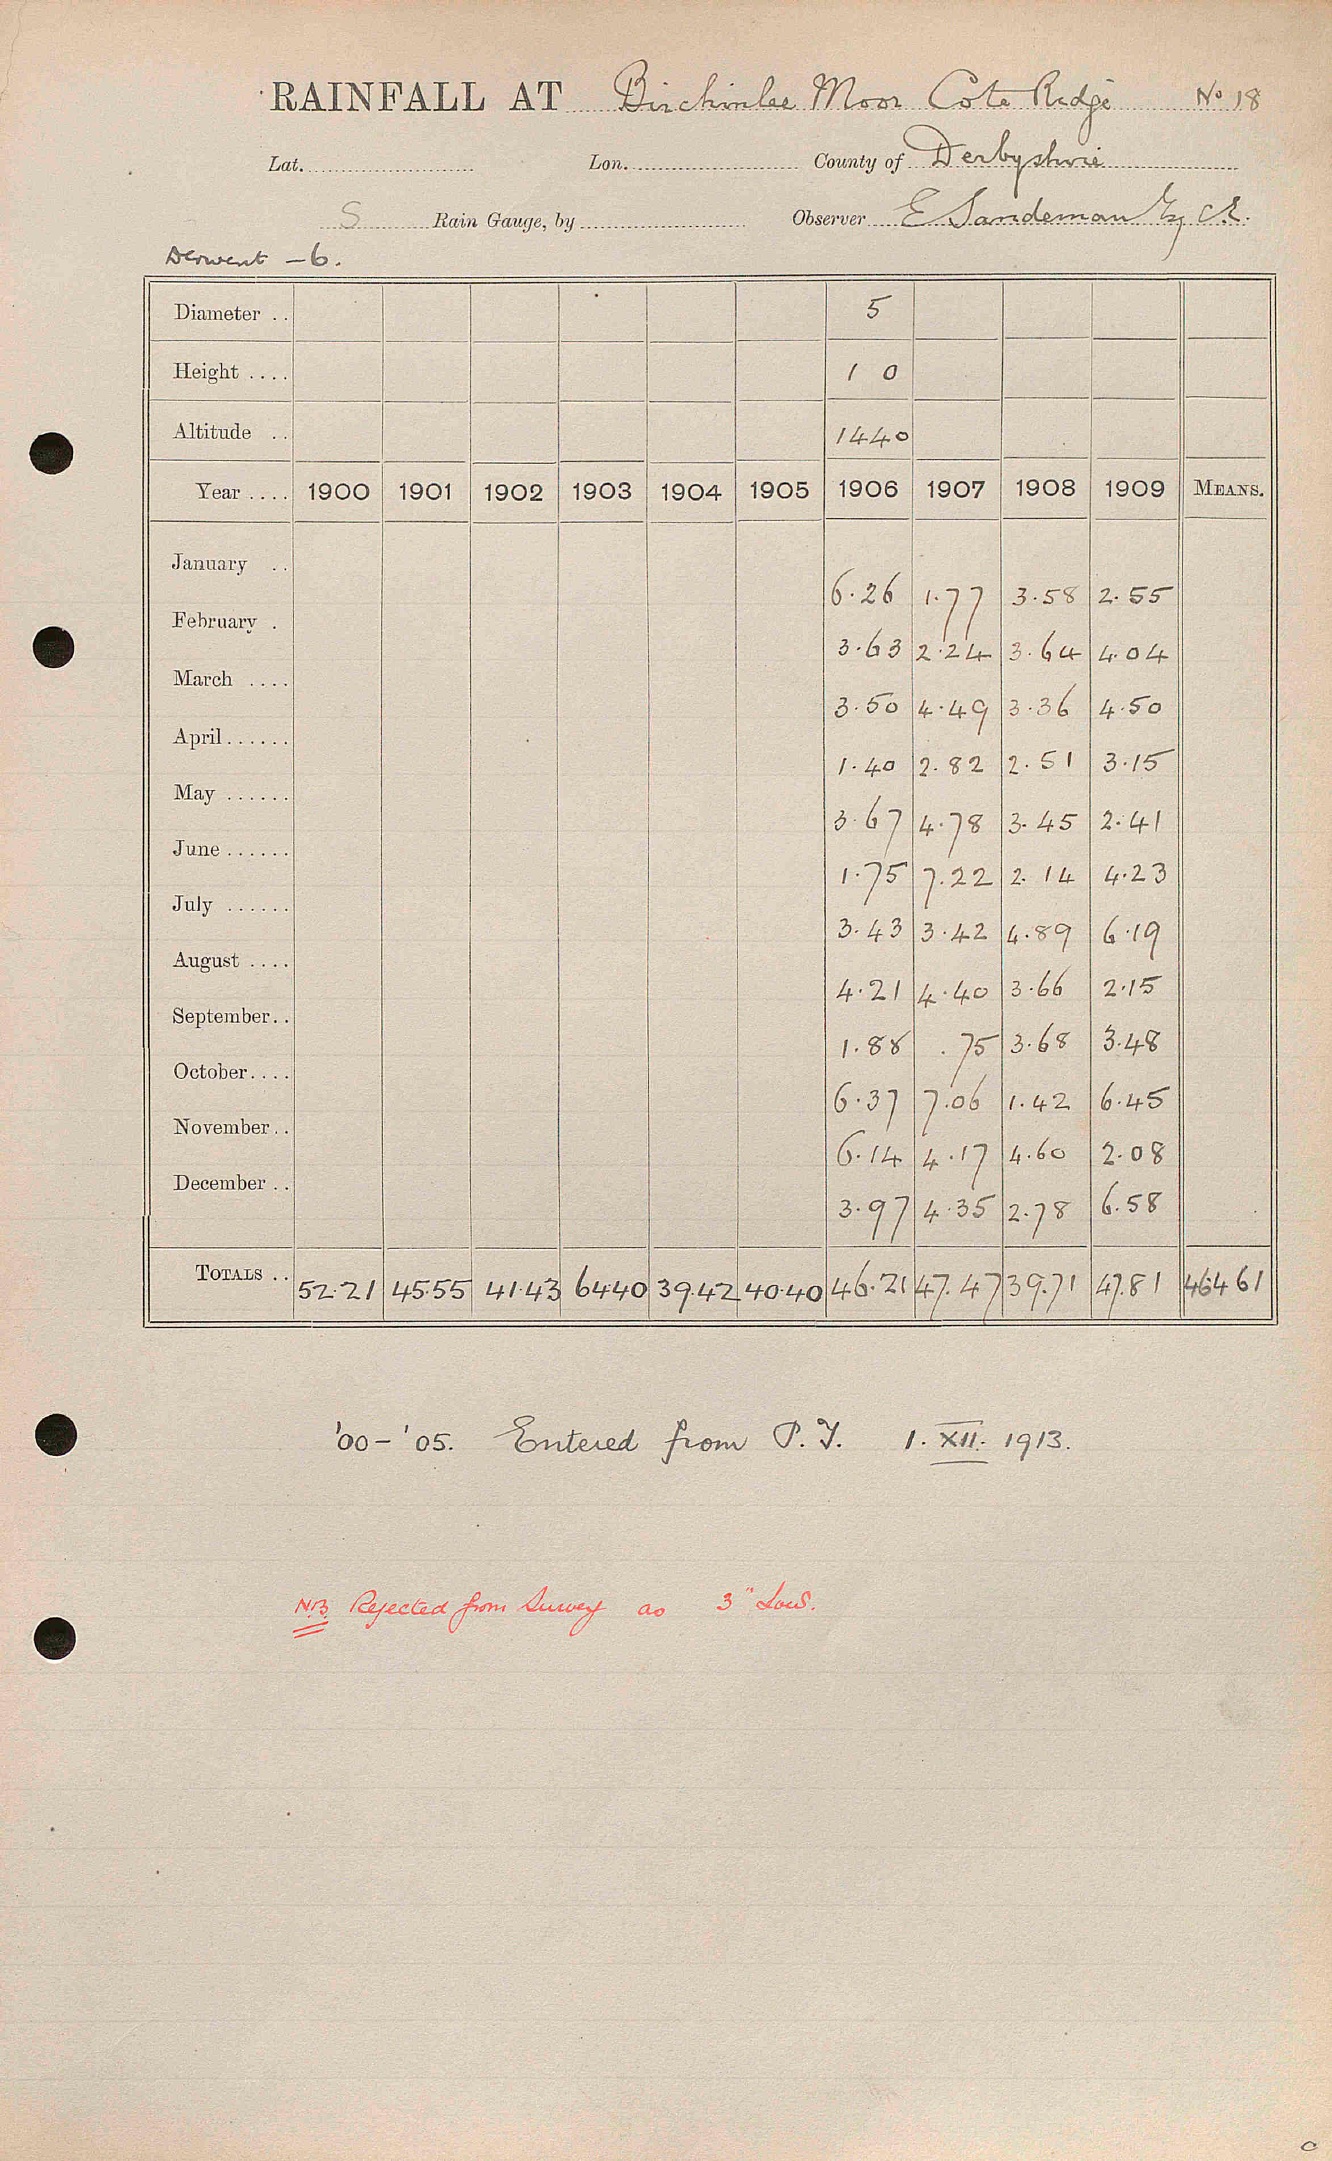 RAINFALL AT Birchinlee Moor Cote Ridge No 18
Lat. Lon. County of Derbyshire
S Rain Gauge, by Observer E Sandeman Esq C.E.
Derwent - 6.
Diameter .. 5
Height .... 1 0
Altitude .. 1440
Year .... 1900 1901 1902 1903 1904 1905 1906 1907 1908 1909 MEANS.
January .. 6.26 1.77 3.58 2.55
February . 3.63 2.24 3.64 4.04
March .... 3.50 4.49 3.36 4.50
April...... 1.40 2.82 2.51 3.15
May ...... 3.67 4.78 3.45 2.41
June...... 1.75 7.22 2.14 4.23
July ...... 3.43 3.42 4.89 6.19
August .... 4.21 4.40 3.66 2.15
September.. 1.88 .75 3.68 3.48
October.... 6.37 7.06 1.42 6.45
November.. 6.14 4.17 4.60 2.08
December .. 3.97 4.35 2.78 6.58
TOTALS .. 52.21 45.55 41.43 64.40 39.42 40.40 46.21 47.47 39.71 47.81 464 61
'00-'05. Entered from P.Y. 1. XII. 1913.
N.B. Rejected from Survey as 3" Low.
c